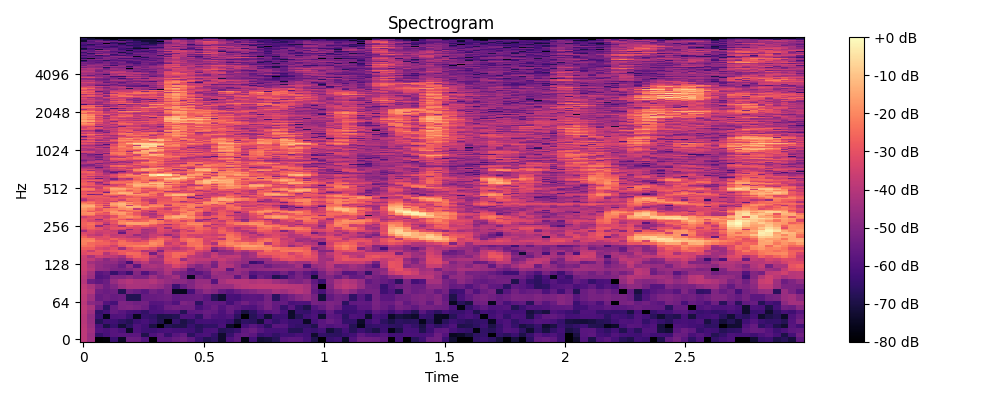 Spectrogram
Hz
4096
2048
1024
512
256
128
64
0
0
0.5
1
1.5
2
2.5
Time
+0 dB
-10 dB
-20 dB
-30 dB
-40 dB
-50 dB
-60 dB
-70 dB
-80 dB